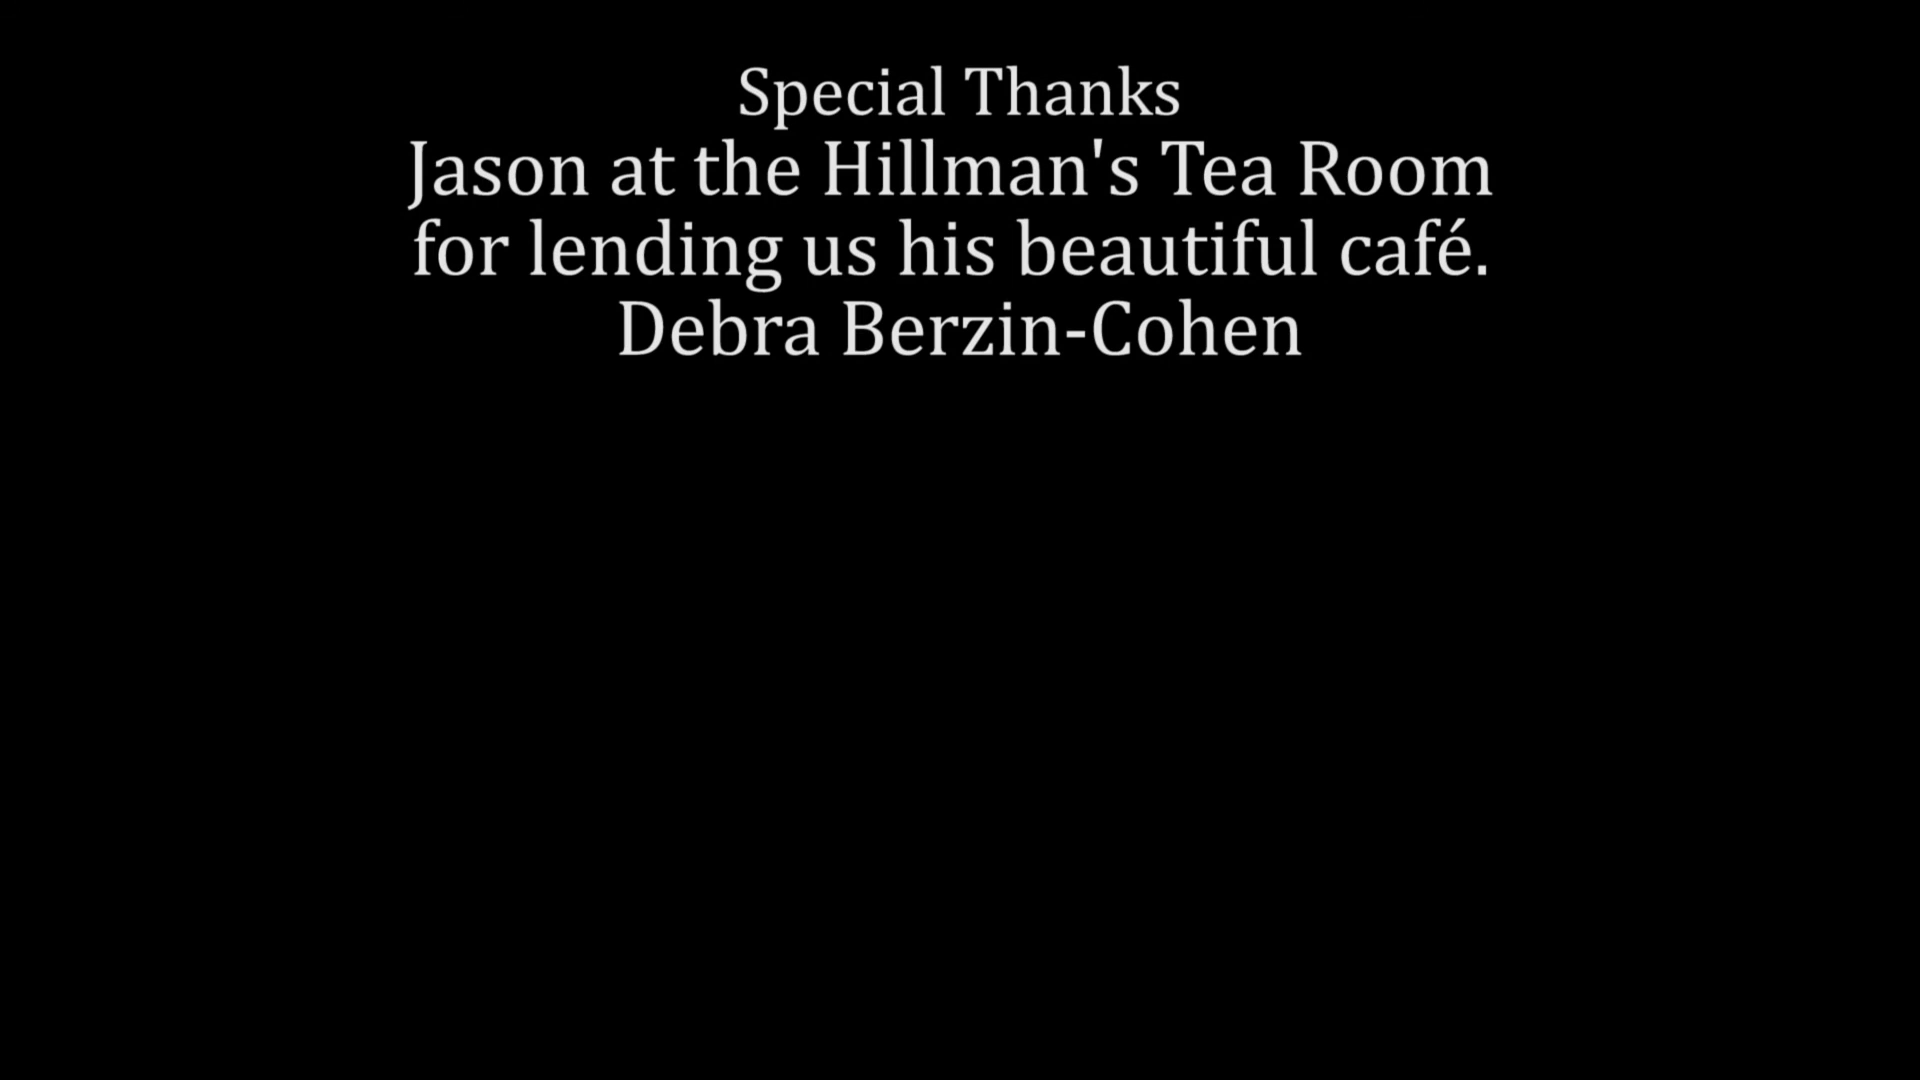 Special Thanks
Jason at the Hillman's Tea Room
for lending us his beautiful café.
Debra Berzin-Cohen